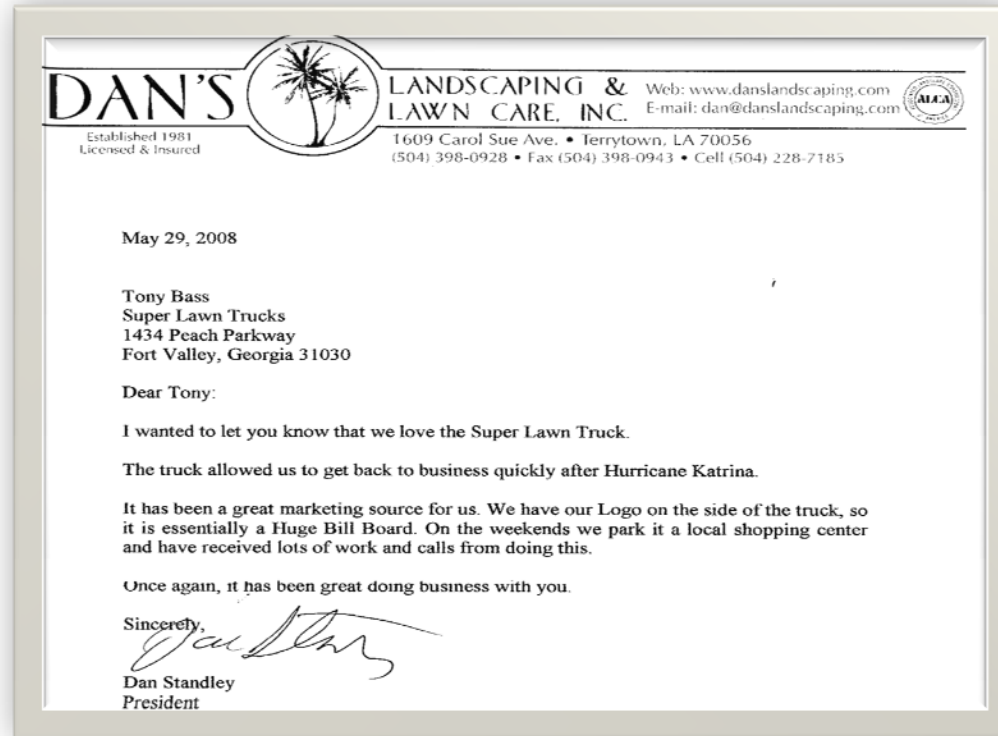 DAN'S
LANDSCAPING &
LAWN CARE, INC.
Web: www.danslandscaping.com
E-mail: dan@danslandscaping.com
ALCA
Established 1981
Licensed & Insured
1609 Carol Sue Ave. • Terrytown, LA 70056
(504) 398-0928 • Fax (504) 398-0943 • Cell (504) 228-7185
May 29, 2008
Tony Bass
Super Lawn Trucks
1434 Peach Parkway
Fort Valley, Georgia 31030
Dear Tony:
I wanted to let you know that we love the Super Lawn Truck.
The truck allowed us to get back to business quickly after Hurricane Katrina.
It has been a great marketing source for us. We have our Logo on the side of the truck, so
it is essentially a Huge Bill Board. On the weekends we park it a local shopping center
and have received lots of work and calls from doing this.
Once again, it has been great doing business with you.
Sincerely,
Dan Standley
President